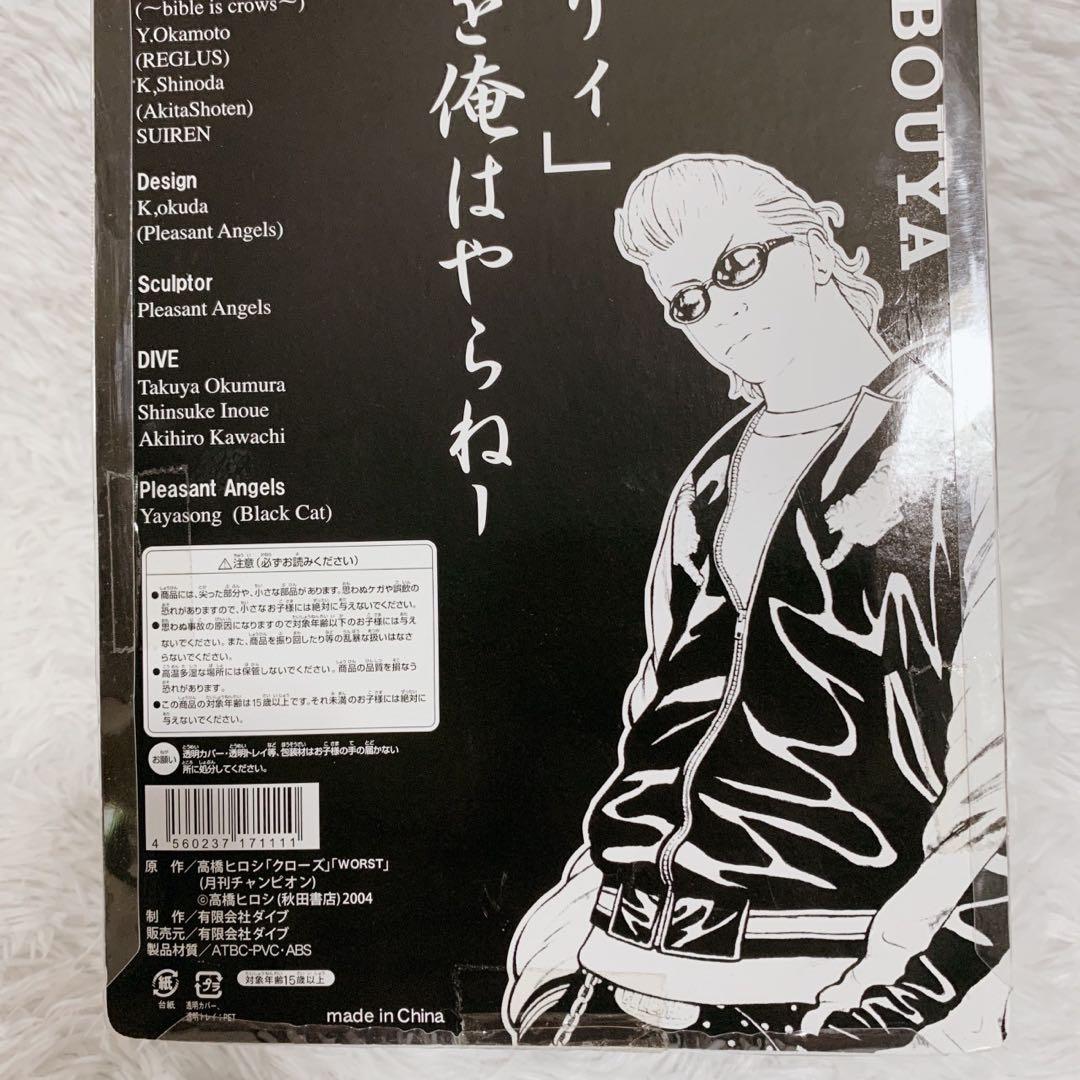 (〜bible is crows〜)
Y.Okamoto
(REGLUS)
K,Shinoda
(AkitaShoten)
SUIREN
Design
K,okuda
(Pleasant Angels)
Sculptor
Pleasant Angels
DIVE
Takuya Okumura
Shinsuke Inoue
Akihiro Kawachi
Pleasant Angels
Yayasong (Black Cat)
リィ」
を俺はやらねー
BOUYA
⚠注意(必ずお読みください)
●商品には、尖った部分や、小さな部品があります。思わぬケガや誤飲の
恐れがありますので、小さなお子様には絶対に与えないでください。
●思わぬ事故の原因になりますので対象年齢以下のお子様には与え
ないでください。また、商品を振り回したり等の乱暴な扱いはなさ
らないでください。
●高温多湿な場所には保管しないでください。商品の品質を損なう
恐れがあります。
●この商品の対象年齢は15歳以上です。それ未満のお子様には絶対に
与えないでください。
お願い 透明カバー・透明トレイ等、包装材はお子様の手の届かない
所に処分してください。
4 560237 171111
原 作/高橋ヒロシ「クローズ」「WORST」
(月刊チャンピオン)
©高橋ヒロシ(秋田書店)2004
制 作/有限会社ダイブ
販売元/有限会社ダイブ
製品材質/ATBC-PVC・ABS
紙
台紙
プラ
透明カバー、
透明トレイ:PET
対象年齢15歳以上
made in China